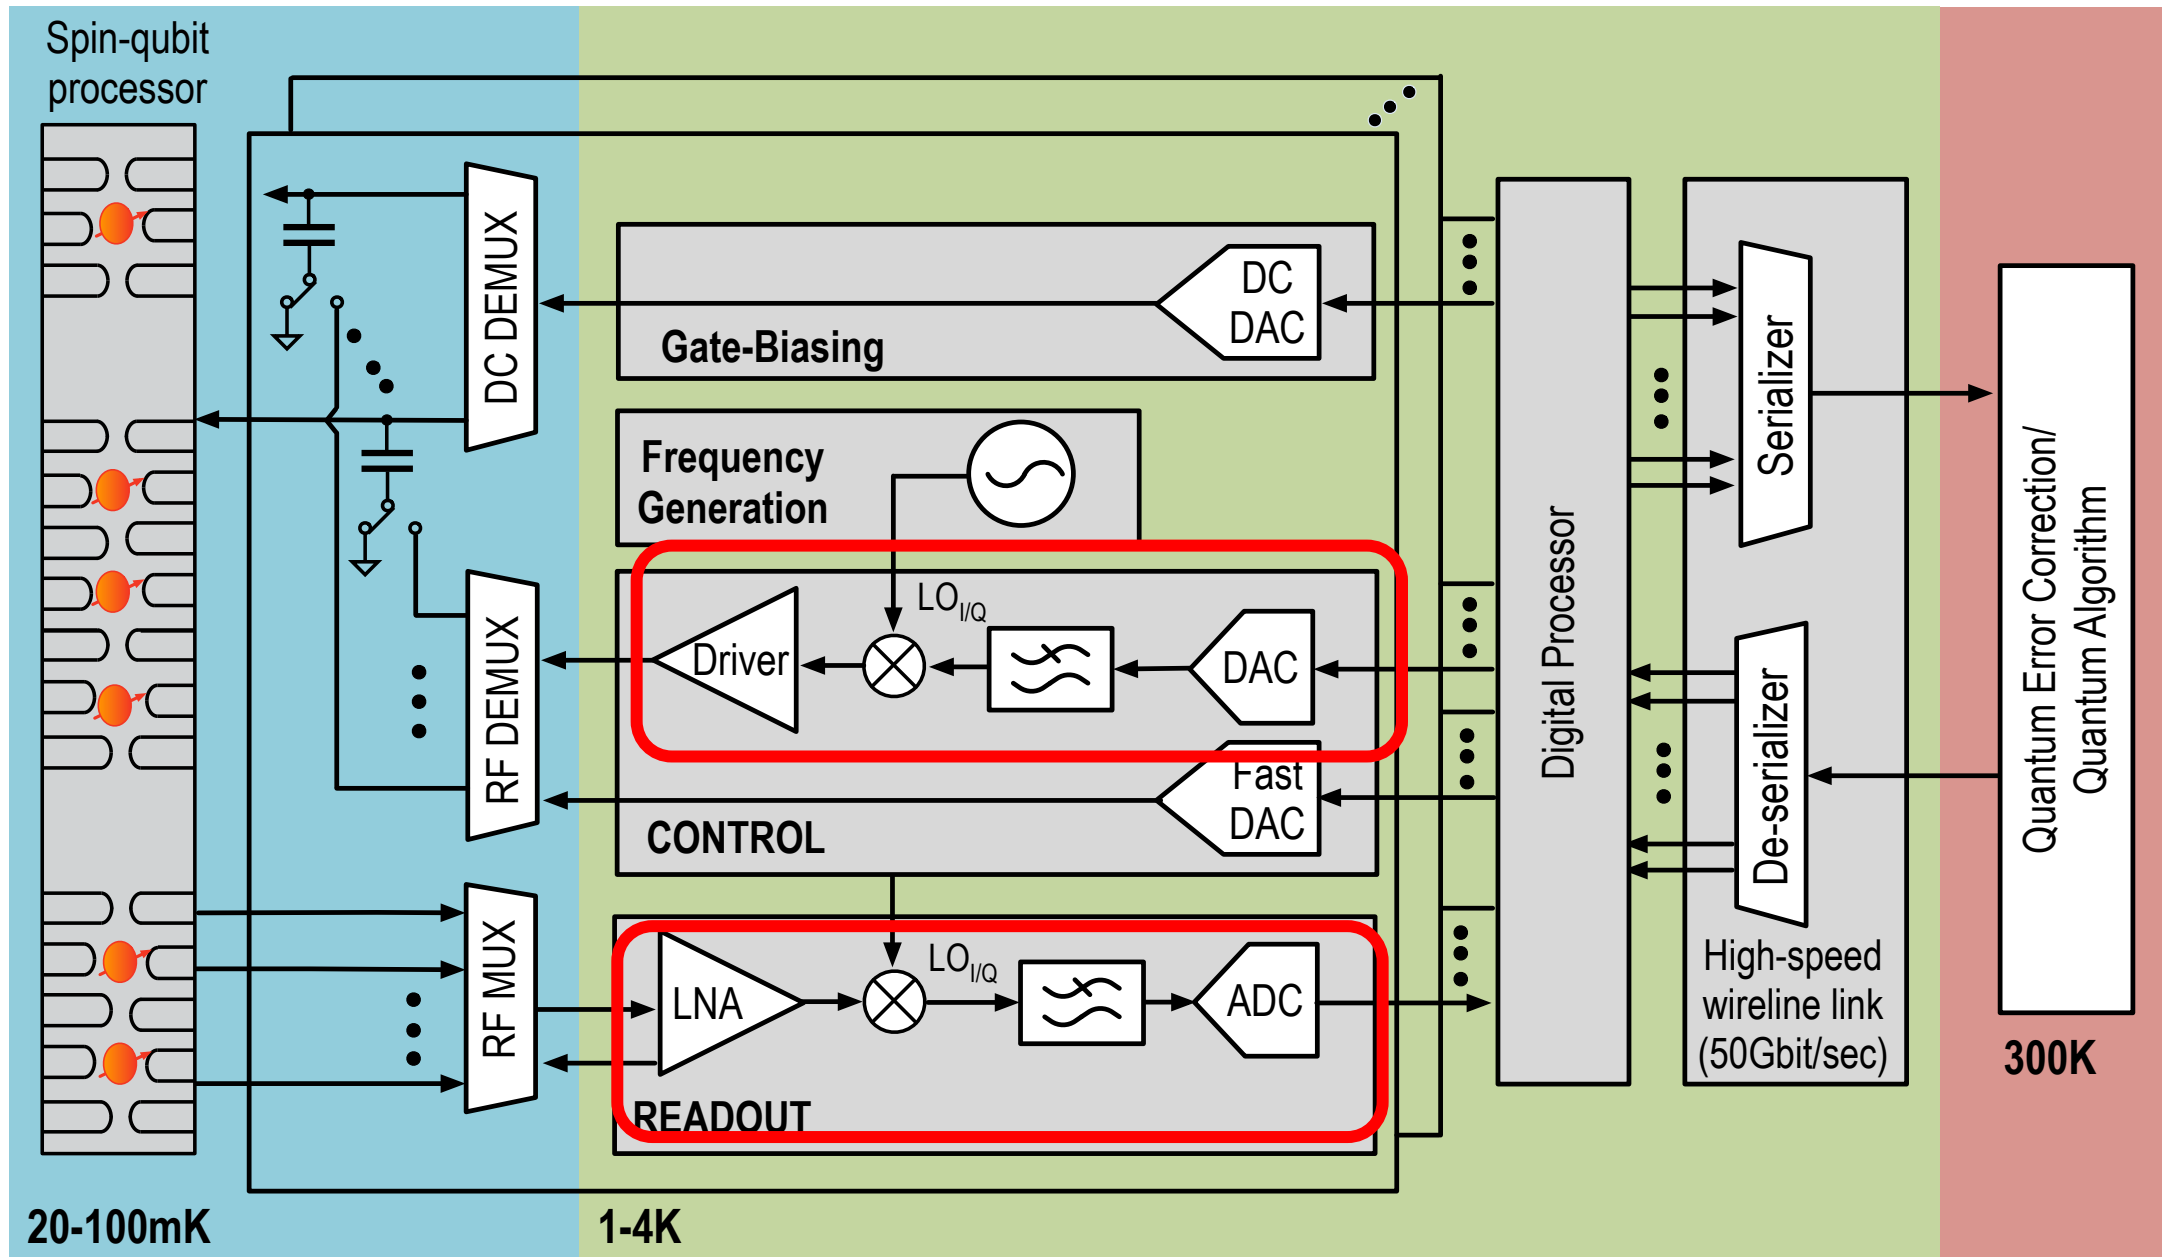 Spin-qubit
processor
DC DEMUX
DC
DAC
Gate-Biasing
Frequency
Generation
LO_I/Q
Driver
DAC
RF DEMUX
Fast
DAC
CONTROL
RF MUX
LNA
LO_I/Q
ADC
READOUT
Digital Processor
Serializer
De-serializer
High-speed
wireline link
(50Gbit/sec)
Quantum Error Correction/
Quantum Algorithm
300K
20-100mK
1-4K